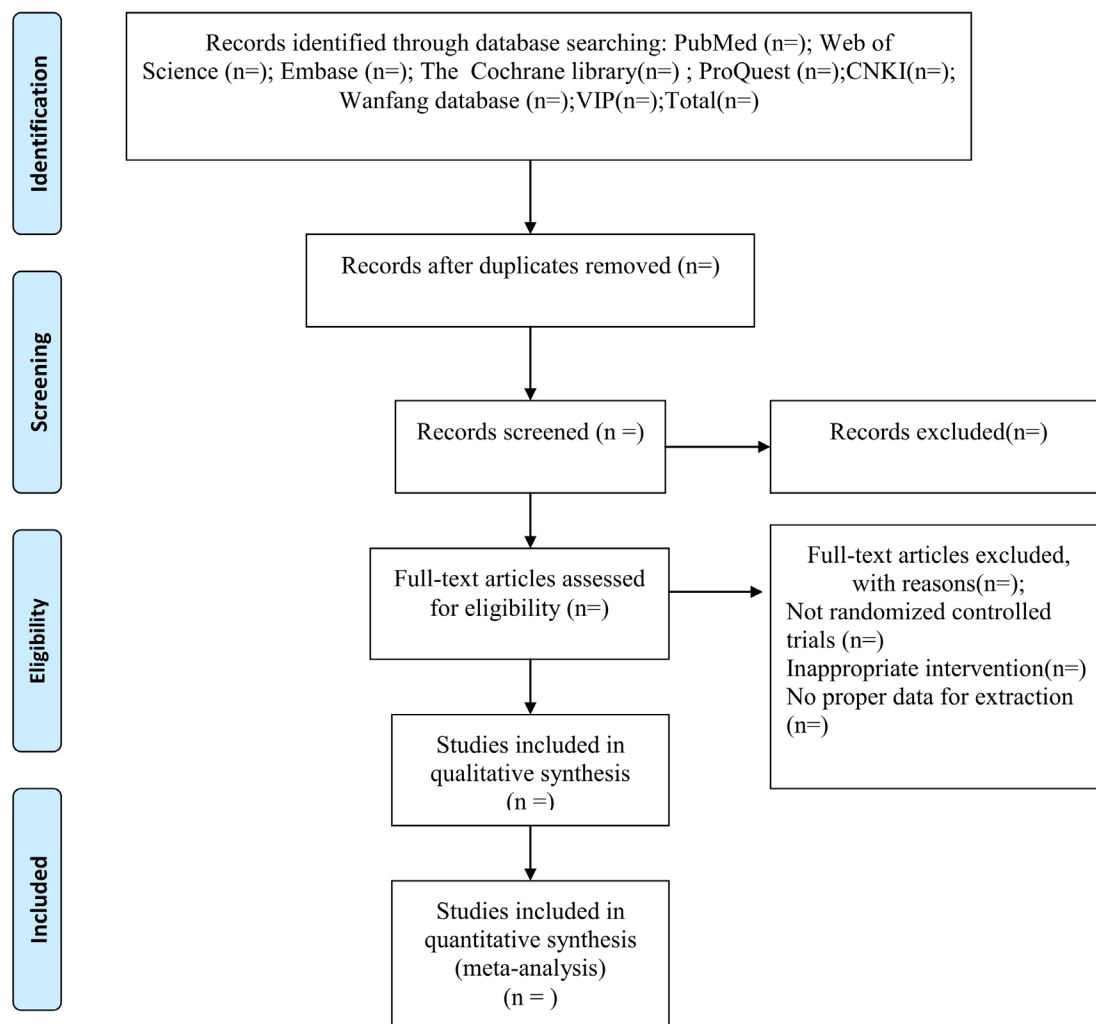 Identification
Records identified through database searching: PubMed (n=); Web of
Science (n=); Embase (n=); The Cochrane library(n=) ; ProQuest (n=);CNKI(n=);
Wanfang database (n=);VIP(n=);Total(n=)
Records after duplicates removed (n=)
Screening
Records screened (n =)
Records excluded(n=)
Eligibility
Full-text articles assessed
for eligibility (n=)
Full-text articles excluded,
with reasons(n=);
Not randomized controlled
trials (n=)
Inappropriate intervention(n=)
No proper data for extraction
(n=)
Studies included in
qualitative synthesis
(n =)
Included
Studies included in
quantitative synthesis
(meta-analysis)
(n = )